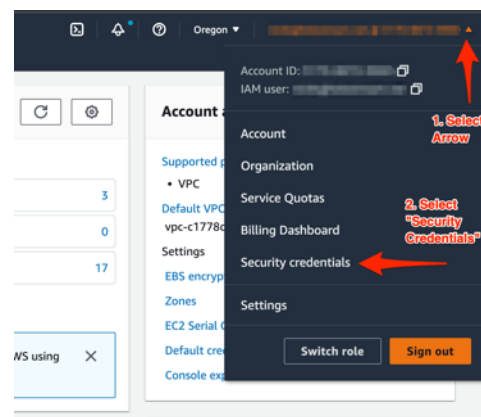 Oregon ▼
Account ID:
IAM user:
1. Select
Arrow
Account
Organization
Service Quotas
2. Select
"Security
Credentials"
Billing Dashboard
Security credentials
Settings
Switch role
Sign out
3
0
17
WS using
Account
Supported
• VPC
Default VPC
vpc-c1778
Settings
EBS encryp
Zones
EC2 Serial
Default cre
Console exp